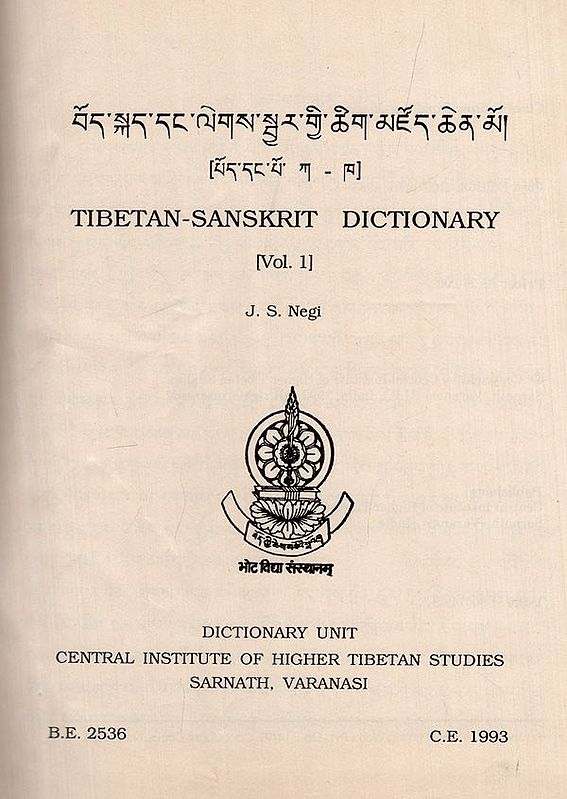 བོད་སྐད་དང་ལེགས་སྦྱར་གྱི་ཚིག་མཛོད་ཆེན་མོ།
[པོད་དང་པོ་ ཀ - ཁ]
TIBETAN-SANSKRIT DICTIONARY
[Vol. 1]
J. S. Negi
भोट विद्या संस्थानम्
DICTIONARY UNIT
CENTRAL INSTITUTE OF HIGHER TIBETAN STUDIES
SARNATH, VARANASI
B.E. 2536 C.E. 1993